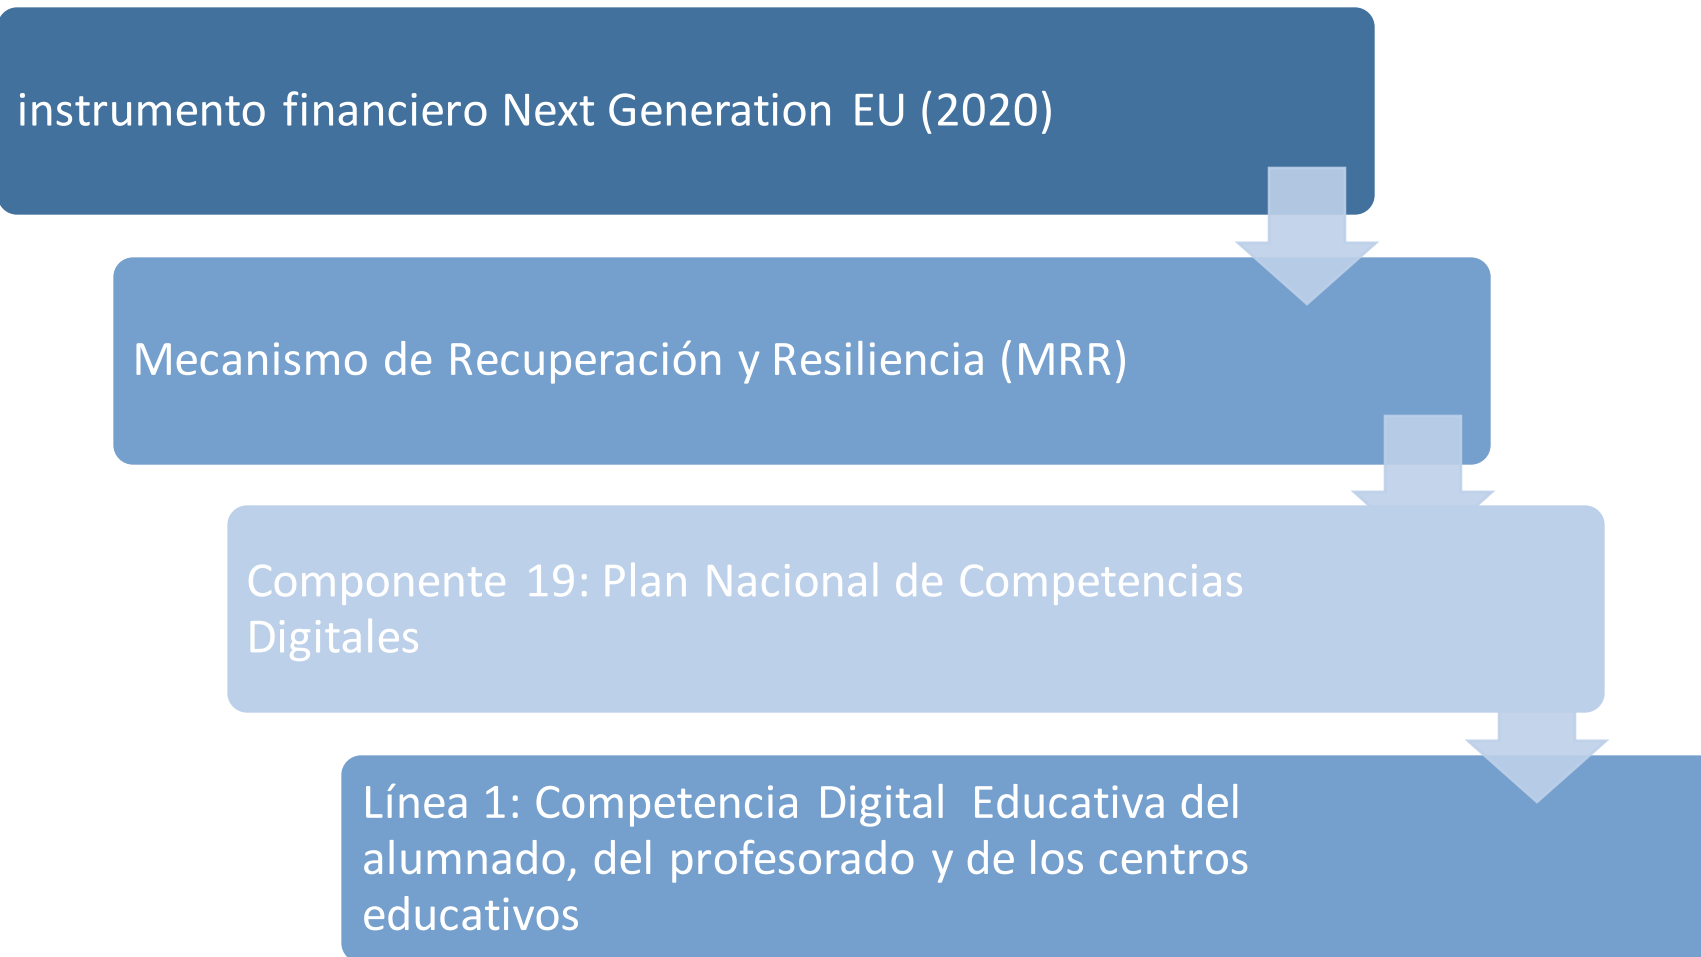 instrumento financiero Next Generation EU (2020)
Mecanismo de Recuperación y Resiliencia (MRR)
Componente 19: Plan Nacional de Competencias
Digitales
Línea 1: Competencia Digital Educativa del
alumnado, del profesorado y de los centros
educativos